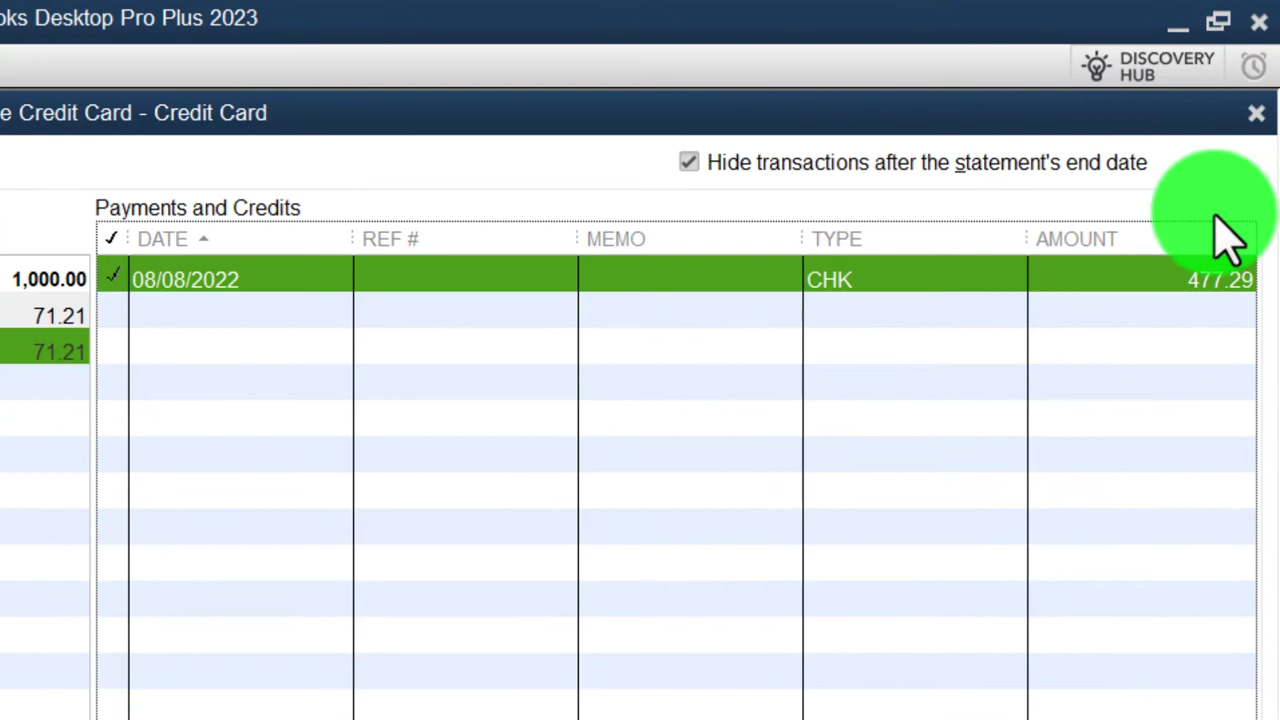 oks Desktop Pro Plus 2023
DISCOVERY
HUB
e Credit Card - Credit Card
Hide transactions after the statement's end date
Payments and Credits
✓ DATE REF # MEMO TYPE AMOUNT
1,000.00 ✓ 08/08/2022 CHK 477.29
71.21
71.21